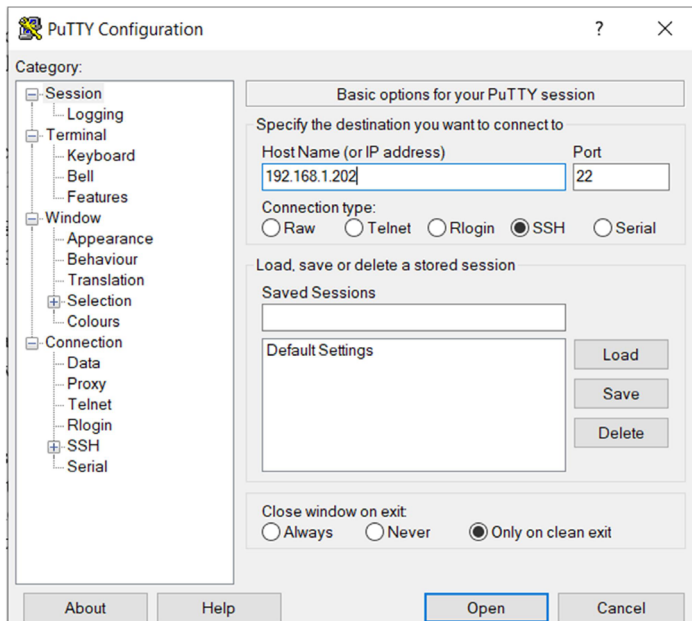 PuTTY Configuration
?
Category:
Session
Logging
Terminal
Keyboard
Bell
Features
Window
Appearance
Behaviour
Translation
Selection
Colours
Connection
Data
Proxy
Telnet
Rlogin
SSH
Serial
Basic options for your PuTTY session
Specify the destination you want to connect to
Host Name (or IP address) Port
192.168.1.202 22
Connection type:
Raw Telnet Rlogin SSH Serial
Load, save or delete a stored session
Saved Sessions
Default Settings
Load
Save
Delete
Close window on exit:
Always Never Only on clean exit
About Help Open Cancel